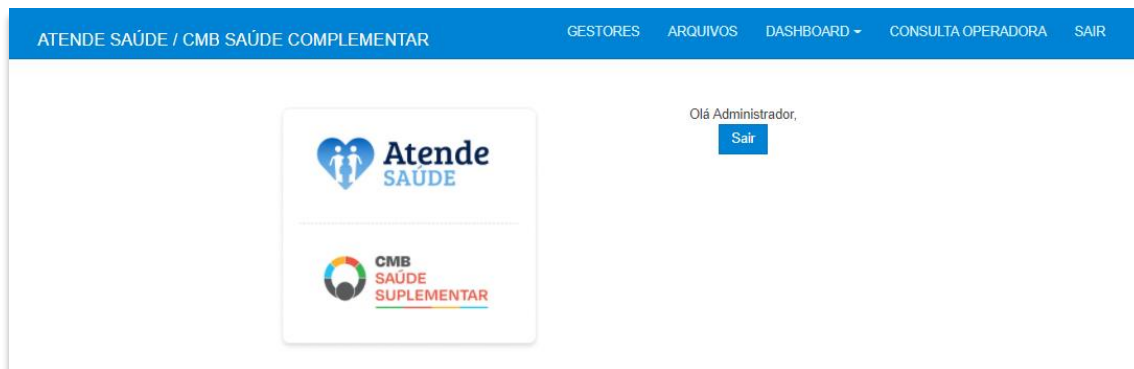 ATENDE SAÚDE / CMB SAÚDE COMPLEMENTAR
GESTORES ARQUIVOS DASHBOARD CONSULTA OPERADORA SAIR
Atende
SAÚDE
CMB
SAÚDE
SUPLEMENTAR
Olá Administrador,
Sair